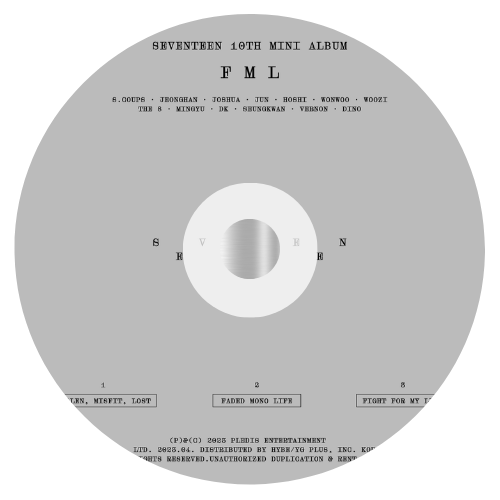 SEVENTEEN 10TH MINI ALBUM
F M L
S.COUPS · JEONGHAN · JOSHUA · JUN · HOSHI · WONWOO · WOOZI
THE 8 · MINGYU · DK · SEUNGKWAN · VERNON · DINO
S V E N
E E
1 2 3
LEN, MISFIT, LOST FADED MONO LIFE FIGHT FOR MY
(P)&(C) 2023 PLEDIS ENTERTAINMENT
LTD. 2023.04. DISTRIBUTED BY HYBE/YG PLUS, INC.
RIGHTS RESERVED.UNAUTHORIZED DUPLICATION &